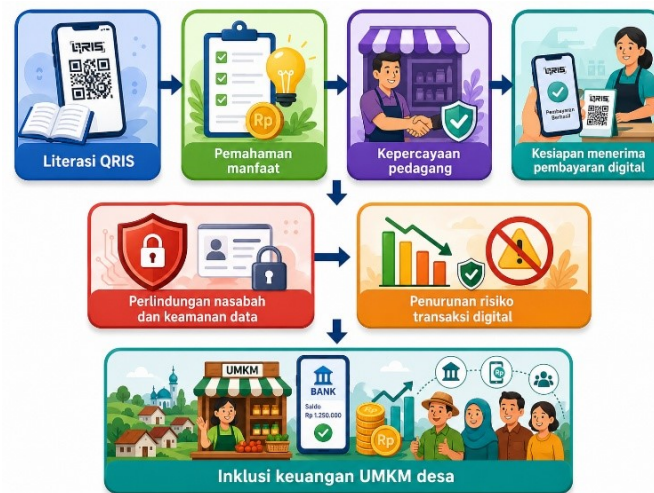 QRIS
Literasi QRIS
Rp
Pemahaman
manfaat
Kepercayaan
pedagang
QRIS
Pembayaran
Berhasil
QRIS
Kesiapan menerima
pembayaran digital
Perlindungan nasabah
dan keamanan data
Penurunan risiko
transaksi digital
UMKM
BANK
Saldo
Rp 1.250.000
Rp
Rp
Inklusi keuangan UMKM desa